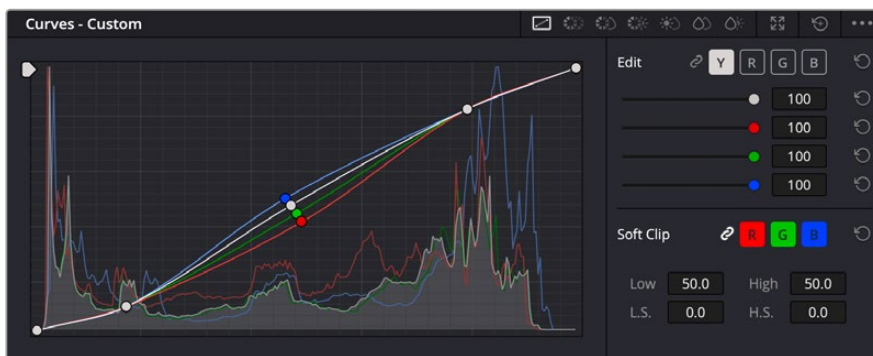 Curves - Custom
Edit Y R G B
100
100
100
100
Soft Clip R G B
Low 50.0 High 50.0
L.S. 0.0 H.S. 0.0